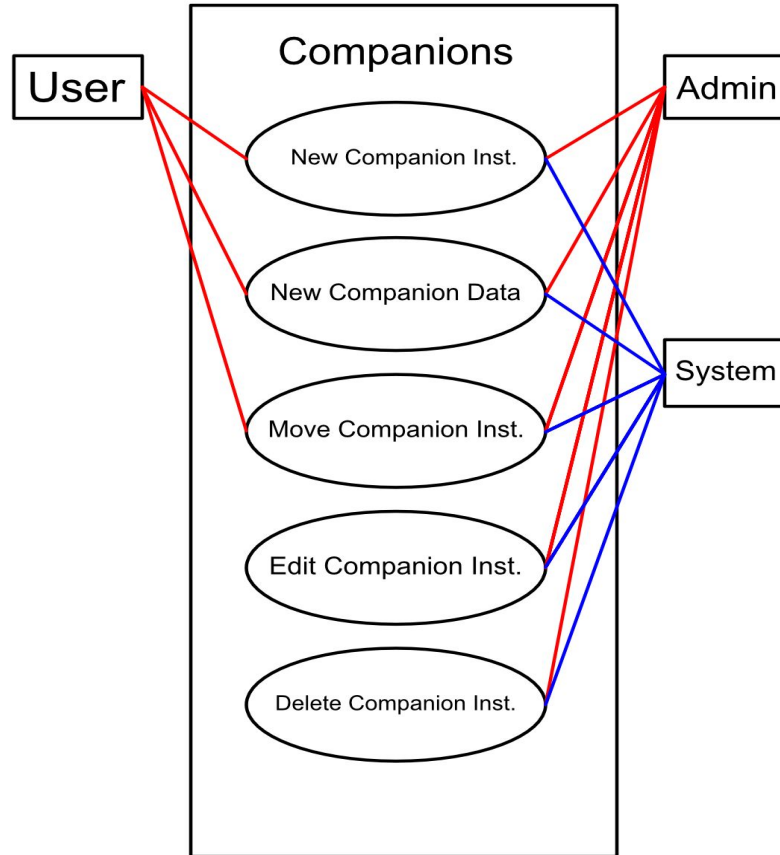 Companions
User
Admin
New Companion Inst.
New Companion Data
System
Move Companion Inst.
Edit Companion Inst.
Delete Companion Inst.